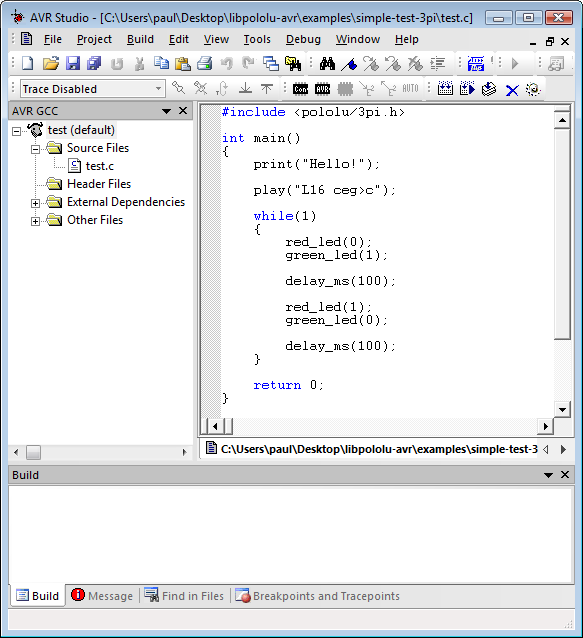 AVR Studio - [C:\Users\paul\Desktop\libpololu-avr\examples\simple-test-3pi\test.c]
File Project Build Edit View Tools Debug Window Help
Trace Disabled
Con AVR AUTO
AVR GCC
test (default)
Source Files
test.c
Header Files
External Dependencies
Other Files
#include <pololu/3pi.h>
int main()
{
print("Hello!");
play("L16 ceg>c");
while(1)
{
red_led(0);
green_led(1);
delay_ms(100);
red_led(1);
green_led(0);
delay_ms(100);
}
return 0;
}
C:\Users\paul\Desktop\libpololu-avr\examples\simple-test-3
Build
Build Message Find in Files Breakpoints and Tracepoints